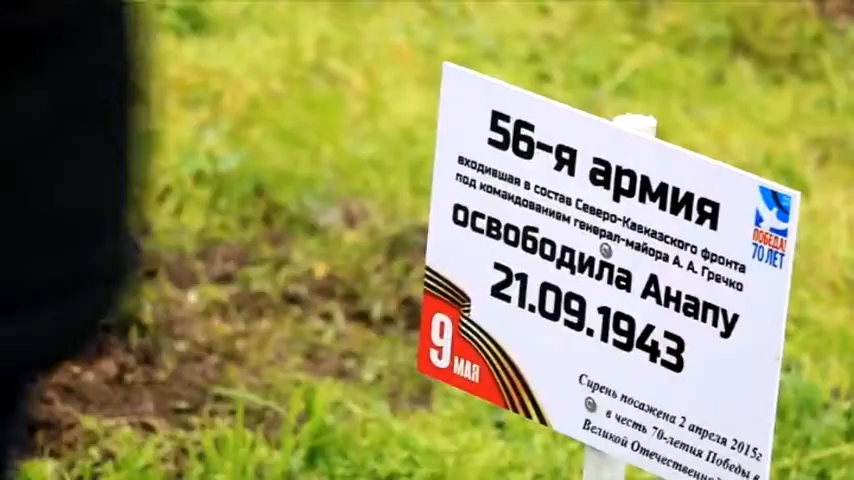 56-я армия
входившая в состав Северо-Кавказского фронта
под командованием генерал-майора А. А. Гречко
освободила Анапу
21.09.1943
ПОБЕДА!
70 ЛЕТ
9
МАЯ
Сирень посажена 2 апреля 2015г
в честь 70-летия Победы в
Великой Отечественно